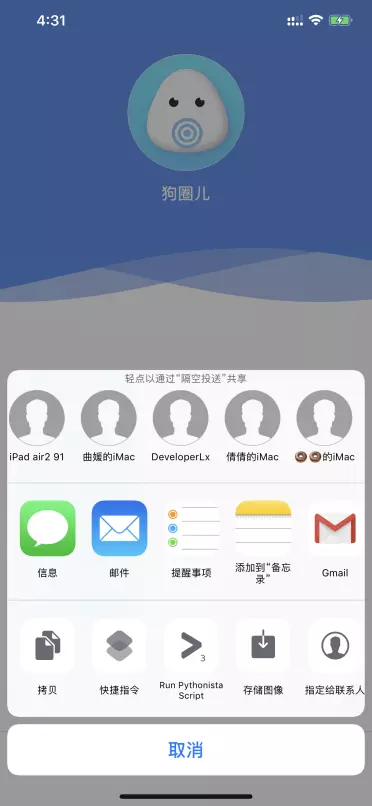 4:31
狗圈儿
轻点以通过“隔空投送”共享
iPad air2 91
曲媛的iMac
DeveloperLx
倩倩的iMac
🍩🍩的iMac
信息
邮件
提醒事项
添加到“备忘
录”
Gmail
拷贝
快捷指令
3
Run Pythonista
Script
存储图像
指定给联系人
取消